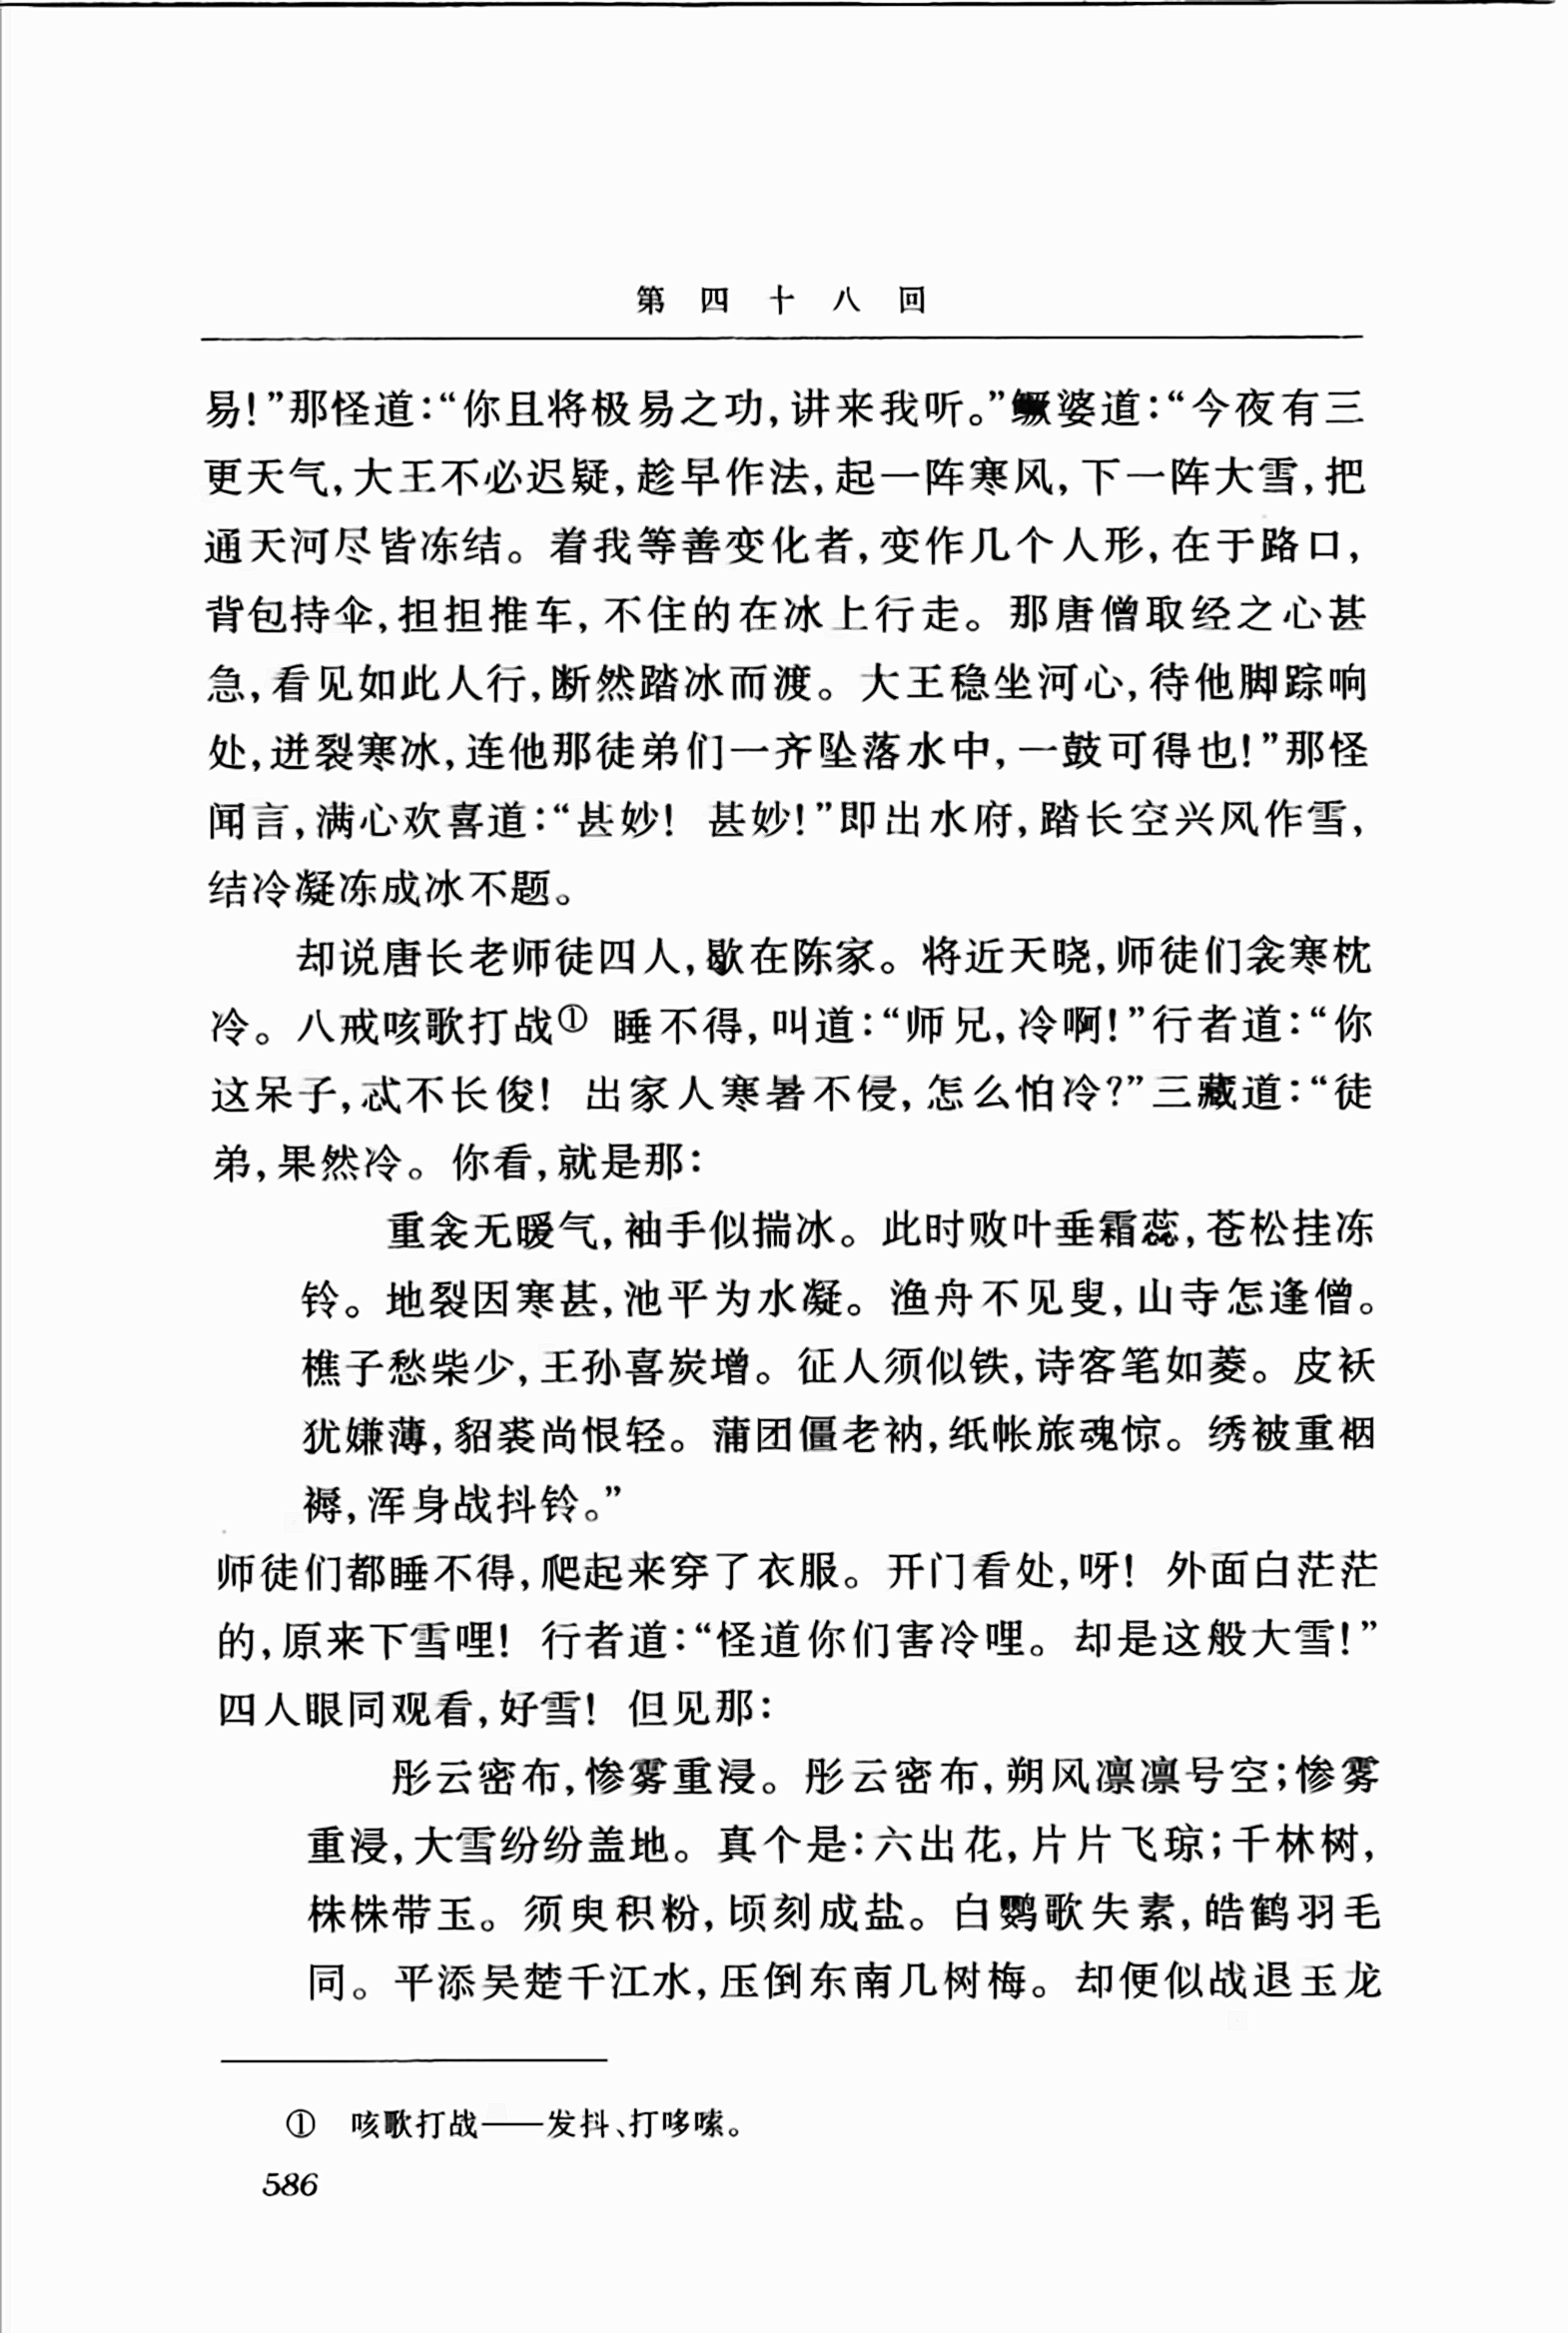 第四十八回
易！”那怪道：“你且将极易之功，讲来我听。”鳜婆道：“今夜有三
更天气，大王不必迟疑，趁早作法，起一阵寒风，下一阵大雪，把
通天河尽皆冻结。着我等善变化者，变作几个人形，在于路口，
背包持伞，担担推车，不住的在冰上行走。那唐僧取经之心甚
急，看见如此人行，断然踏冰而渡。大王稳坐河心，待他脚踪响
处，迸裂寒冰，连他那徒弟们一齐坠落水中，一鼓可得也！”那怪
闻言，满心欢喜道：“甚妙！甚妙！”即出水府，踏长空兴风作雪，
结冷凝冻成冰不题。
却说唐长老师徒四人，歇在陈家。将近天晓，师徒们衾寒枕
冷。八戒咳歌打战① 睡不得，叫道：“师兄，冷啊！”行者道：“你
这呆子，忒不长俊！出家人寒暑不侵，怎么怕冷？”三藏道：“徒
弟，果然冷。你看，就是那：
重衾无暖气，袖手似揣冰。此时败叶垂霜蕊，苍松挂冻
铃。地裂因寒甚，池平为水凝。渔舟不见叟，山寺怎逢僧。
樵子愁柴少，王孙喜炭增。征人须似铁，诗客笔如菱。皮袄
犹嫌薄，貂裘尚恨轻。蒲团僵老衲，纸帐旅魂惊。绣被重裀
褥，浑身战抖铃。”
师徒们都睡不得，爬起来穿了衣服。开门看处，呀！外面白茫茫
的，原来下雪哩！行者道：“怪道你们害冷哩。却是这般大雪！”
四人眼同观看，好雪！但见那：
彤云密布，惨雾重浸。彤云密布，朔风凛凛号空；惨雾
重浸，大雪纷纷盖地。真个是：六出花，片片飞琼；千林树，
株株带玉。须臾积粉，顷刻成盐。白鹦歌失素，皓鹤羽毛
同。平添吴楚千江水，压倒东南几树梅。却便似战退玉龙
① 咳歌打战——发抖、打哆嗦。
586